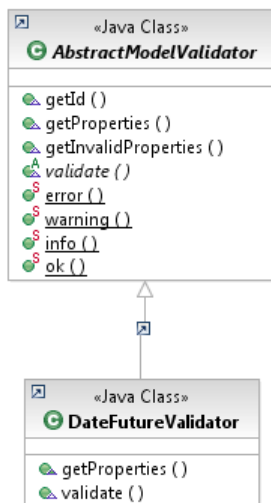 «Java Class»
C AbstractModelValidator
getId ( )
getProperties ( )
getInvalidProperties ( )
A validate ( )
S error ( )
S warning ( )
S info ( )
S ok ( )
«Java Class»
C DateFutureValidator
getProperties ( )
validate ( )